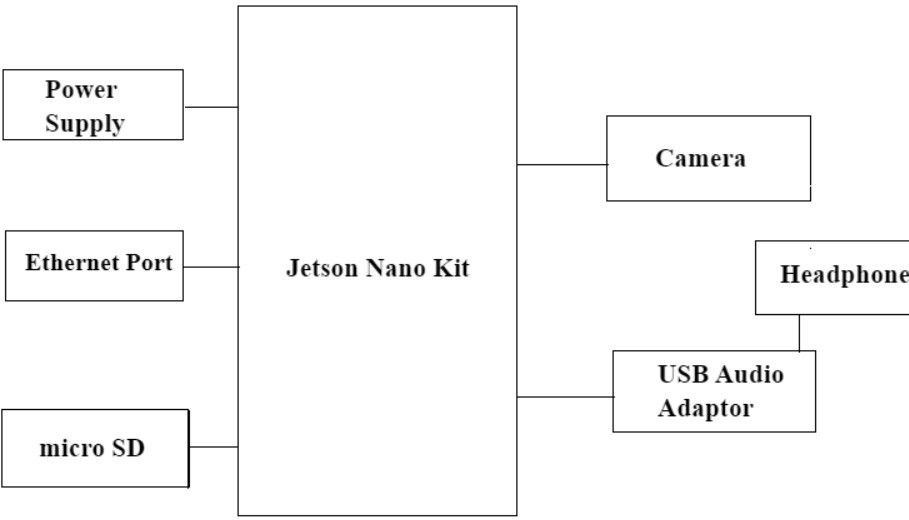 Power
Supply
Camera
Ethernet Port
Jetson Nano Kit
Headphone
USB Audio
Adaptor
micro SD